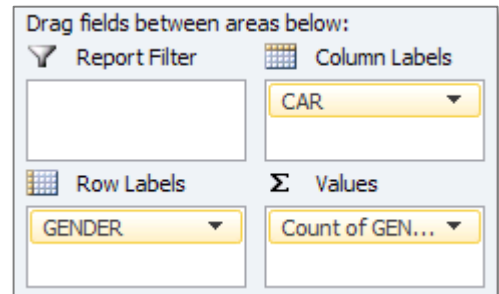 Drag fields between areas below:
Report Filter
Column Labels
CAR
Row Labels
Σ Values
GENDER
Count of GEN...